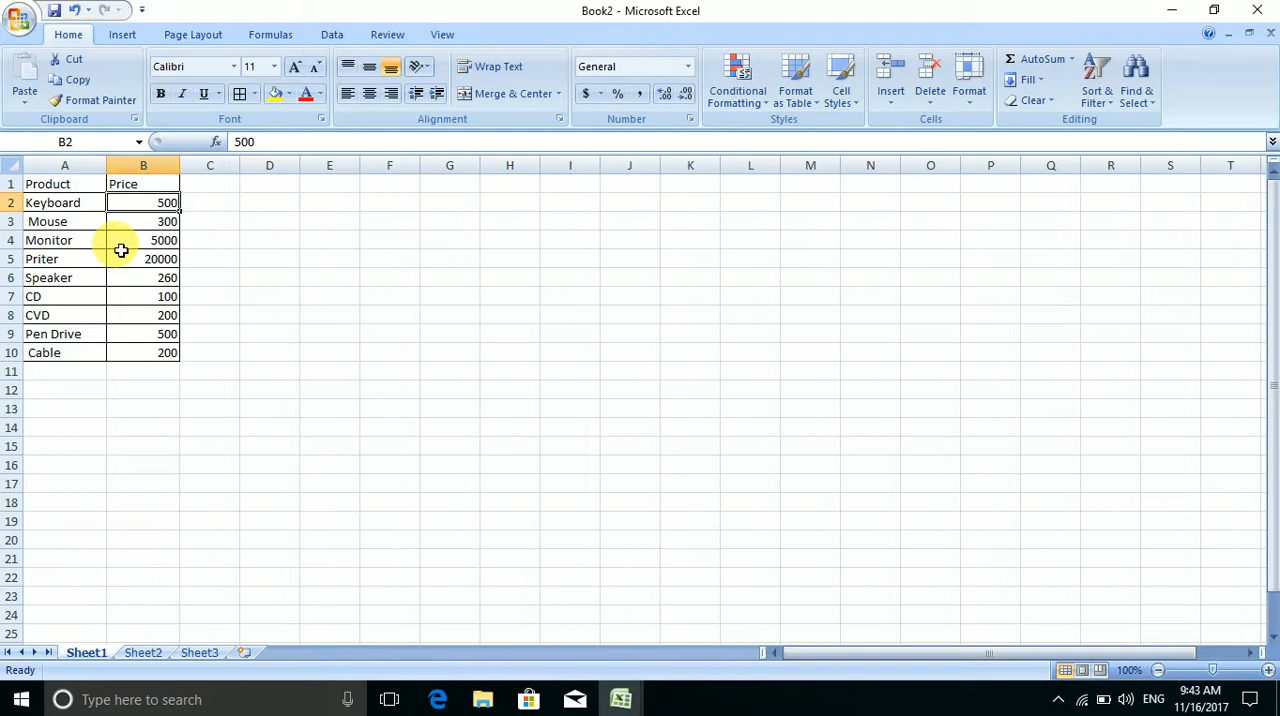 Book2 - Microsoft Excel
Home Insert Page Layout Formulas Data Review View
Paste
Cut
Copy
Format Painter
Clipboard
Calibri 11
B I U
Font
Wrap Text
Merge & Center
Alignment
General
$ % ,
Number
Conditional Formatting
Format as Table
Cell Styles
Styles
Insert Delete Format
Cells
Σ AutoSum
Fill
Clear
Sort & Filter
Find & Select
Editing
B2 fx 500
A B C D E F G H I J K L M N O P Q R S T
1 Product Price
2 Keyboard 500
3 Mouse 300
4 Monitor 5000
5 Priter 20000
6 Speaker 260
7 CD 100
8 CVD 200
9 Pen Drive 500
10 Cable 200
11
12
13
14
15
16
17
18
19
20
21
22
23
24
25
Sheet1 Sheet2 Sheet3
Ready 100%
Type here to search
ENG
9:43 AM
11/16/2017